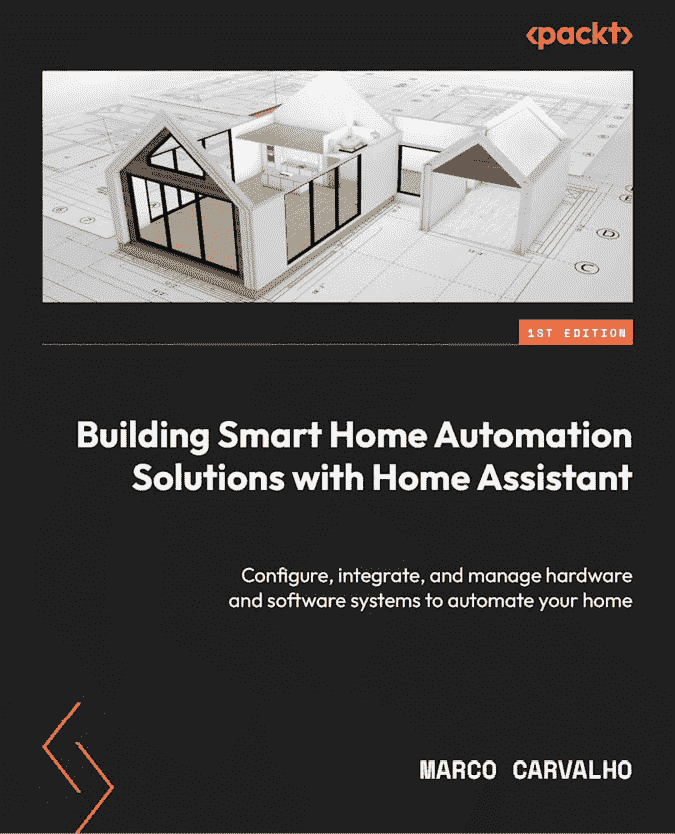 <packt>
1ST EDITION
Building Smart Home Automation
Solutions with Home Assistant
Configure, integrate, and manage hardware
and software systems to automate your home
MARCO CARVALHO